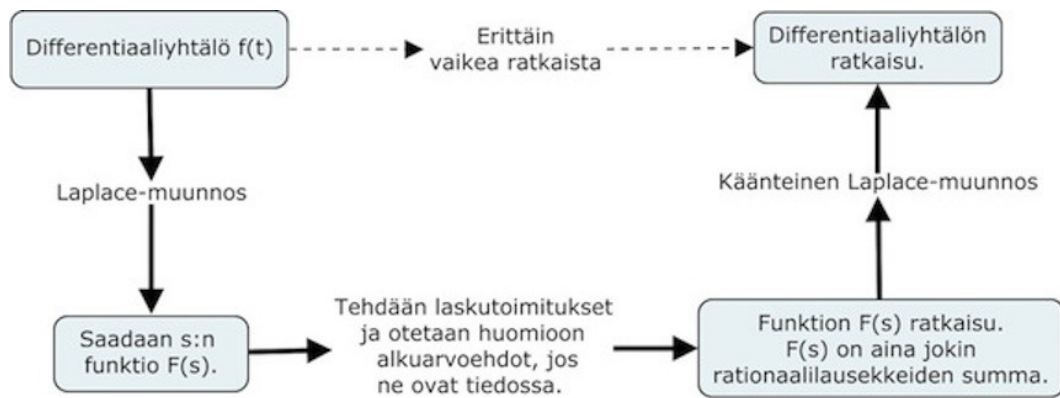 Differentiaaliyhtälö f(t)
Erittäin
vaikea ratkaista
Differentiaaliyhtälön
ratkaisu.
Laplace-muunnos
Käänteinen Laplace-muunnos
Saadaan s:n
funktio F(s).
Tehdään laskutoimitukset
ja otetaan huomioon
alkuarvoehdot, jos
ne ovat tiedossa.
Funktion F(s) ratkaisu.
F(s) on aina jokin
rationaalilausekkeiden summa.